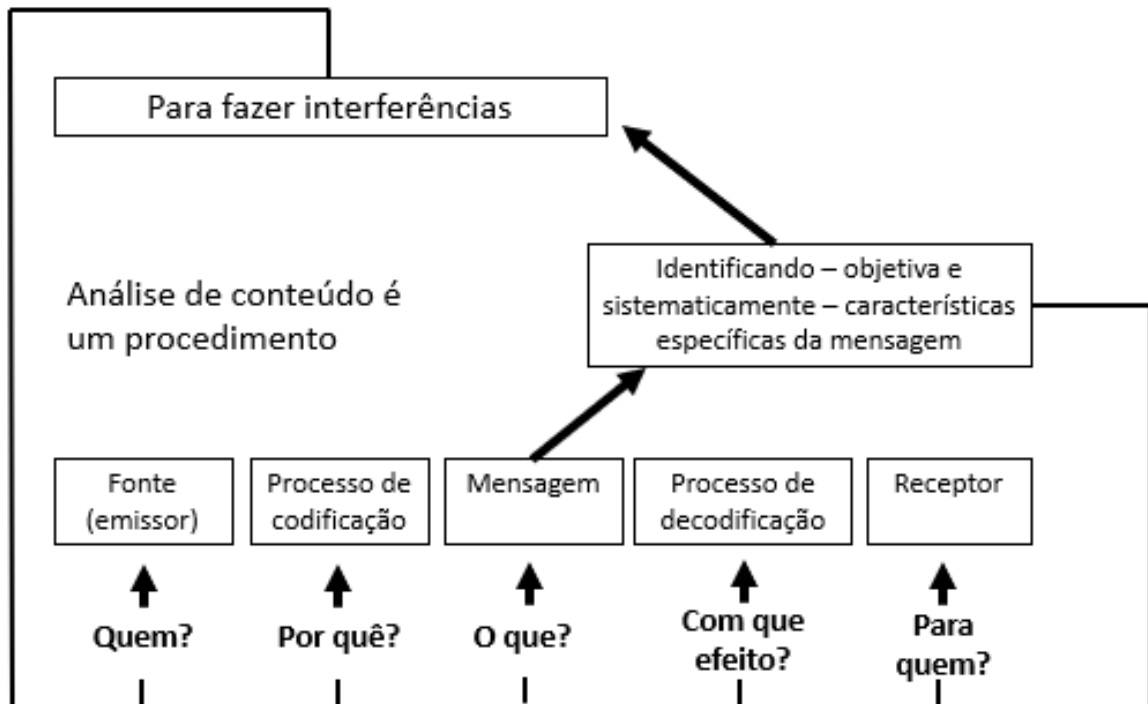 Para fazer interferências
Análise de conteúdo é
um procedimento
Identificando – objetiva e
sistematicamente – características
específicas da mensagem
Fonte
(emissor)
Processo de
codificação
Mensagem
Processo de
decodificação
Receptor
Quem?
Por quê?
O que?
Com que
efeito?
Para
quem?